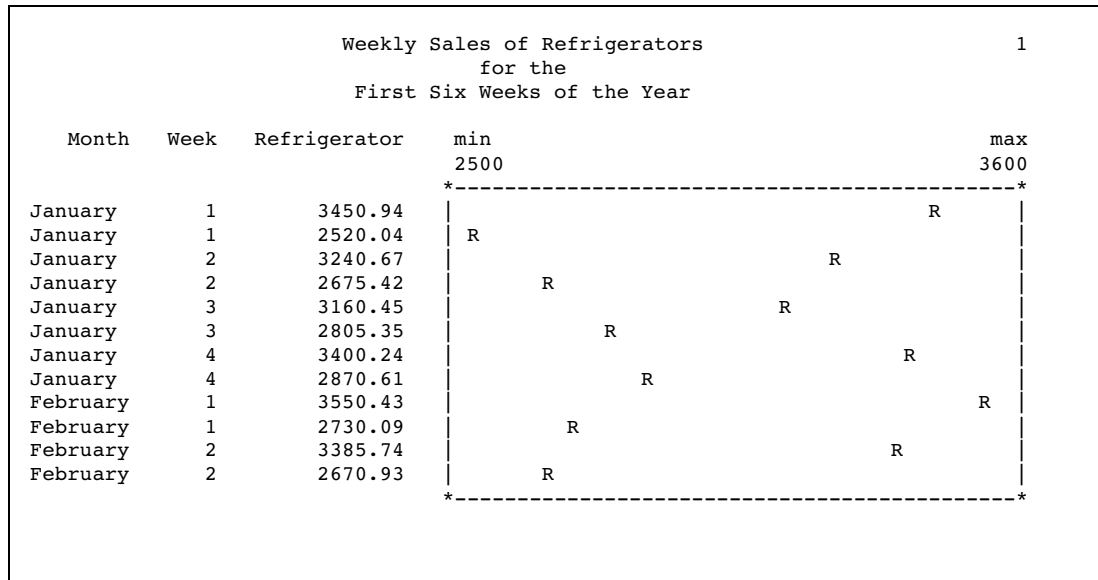 Weekly Sales of Refrigerators                          1
                                    for the
                          First Six Weeks of the Year

   Month   Week   Refrigerator    min                                        max
                                  2500                                      3600
                                 *---------------------------------------------*
January      1       3450.94     |                                      R      |
January      1       2520.04     | R                                           |
January      2       3240.67     |                              R              |
January      2       2675.42     |       R                                     |
January      3       3160.45     |                          R                  |
January      3       2805.35     |            R                                |
January      4       3400.24     |                                    R        |
January      4       2870.61     |               R                             |
February     1       3550.43     |                                          R  |
February     1       2730.09     |         R                                   |
February     2       3385.74     |                                   R         |
February     2       2670.93     |       R                                     |
                                 *---------------------------------------------*